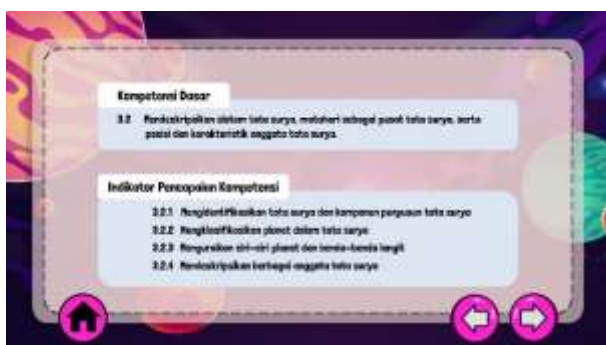 Kompetensi Dasar
3.2 Mendeskripsikan sistem tata surya, matahari sebagai pusat tata surya, serta
posisi dan karakteristik anggota tata surya.
Indikator Pencapaian Kompetensi
3.2.1 Mengidentifikasikan tata surya dan komponen penyusun tata surya
3.2.2 Mengklasifikasikan planet dalam tata surya
3.2.3 Menguraikan ciri-ciri planet dan benda-benda langit
3.2.4 Mendeskripsikan berbagai anggota tata surya